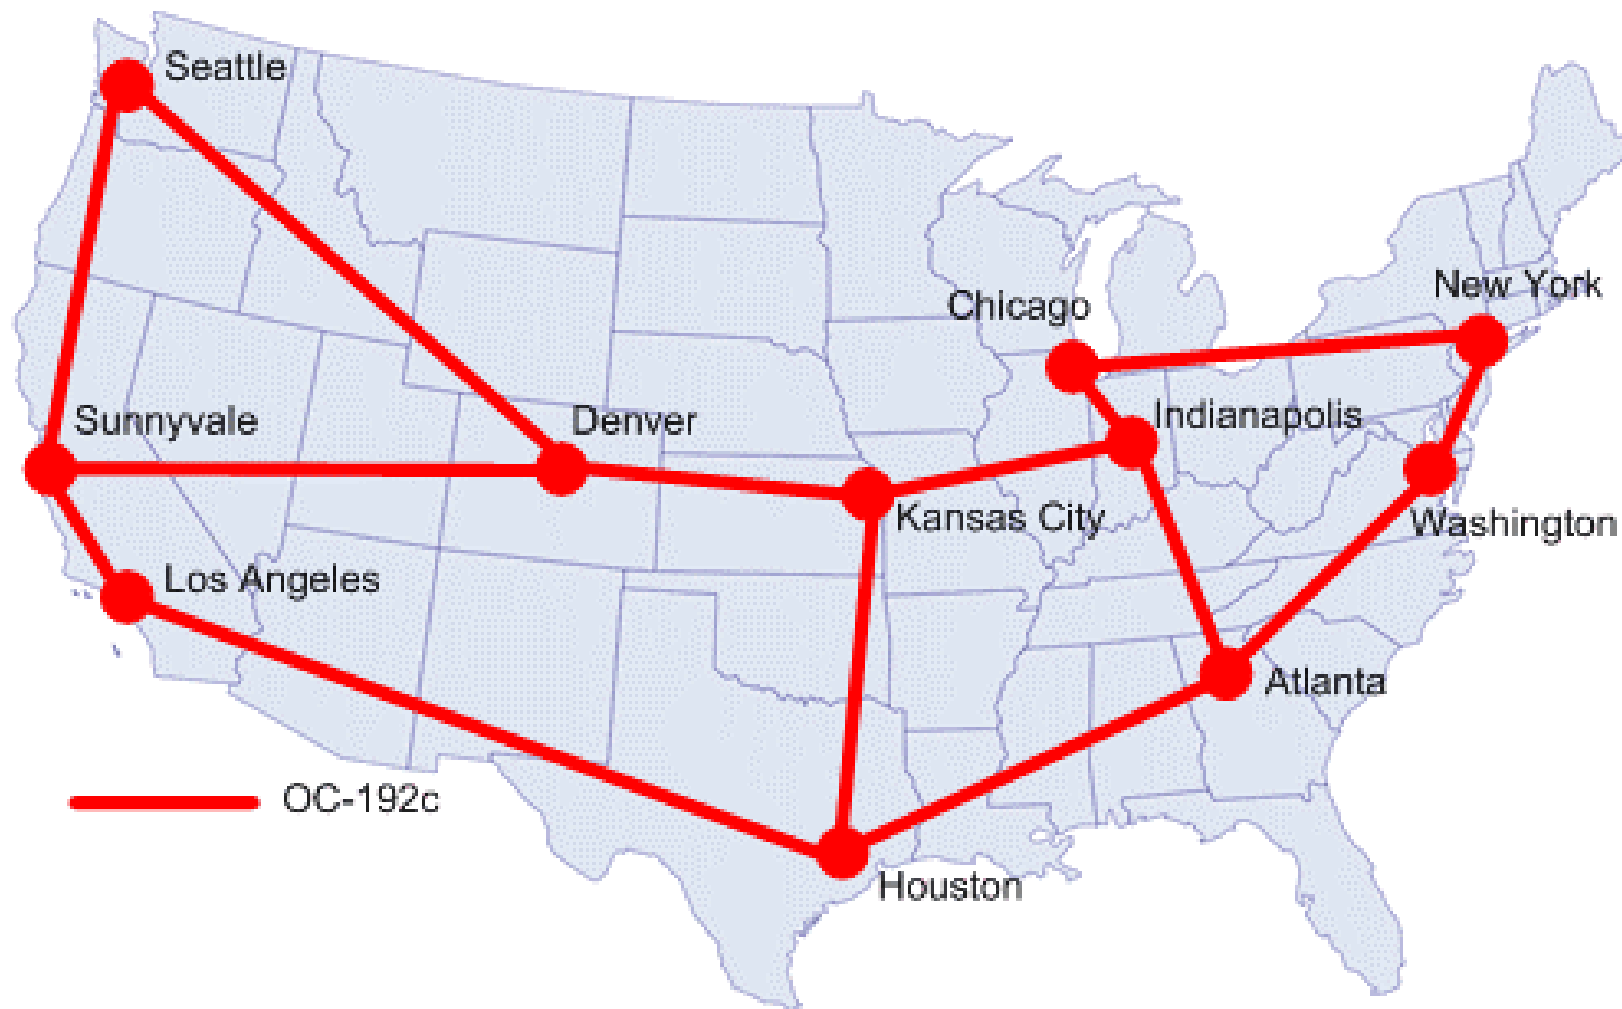 Seattle
New York
Chicago
Indianapolis
Sunnyvale
Denver
Kansas City
Washington
Los Angeles
Atlanta
OC-192c
Houston